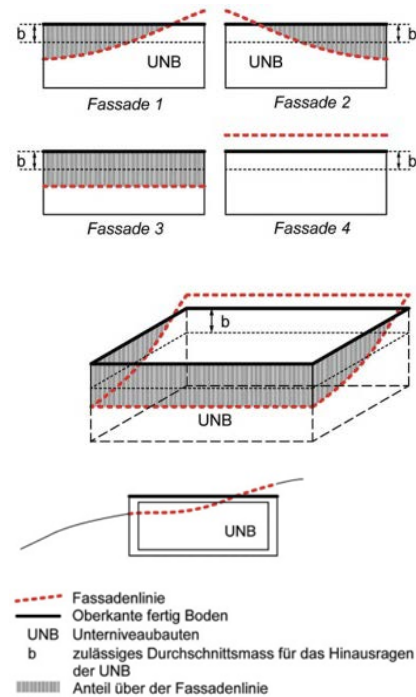 b
UNB
UNB
b
Fassade 1
Fassade 2
b
b
Fassade 3
Fassade 4
b
UNB
UNB
Fassadenlinie
Oberkante fertig Boden
UNB Unterniveaubauten
b zulässiges Durchschnittsmass für das Hinausragen
der UNB
Anteil über der Fassadenlinie